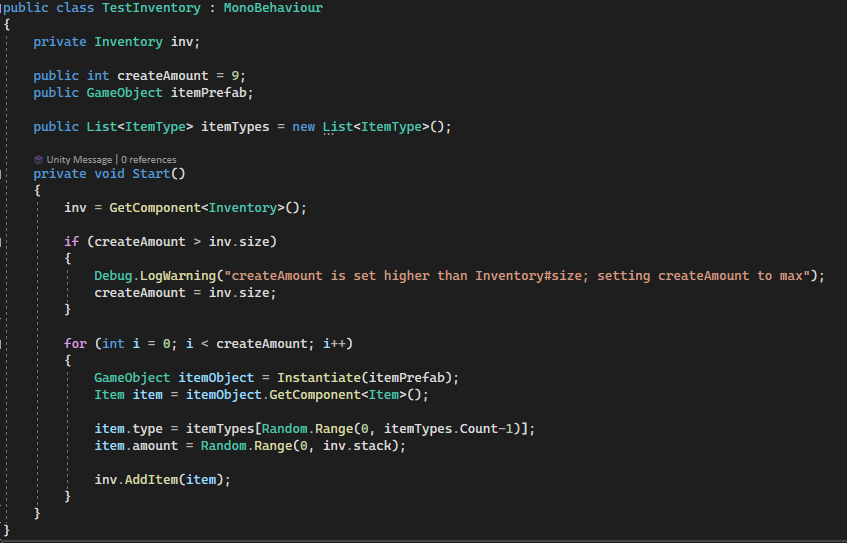 public class TestInventory : MonoBehaviour
{
    private Inventory inv;

    public int createAmount = 9;
    public GameObject itemPrefab;

    public List<ItemType> itemTypes = new List<ItemType>();

    Unity Message | 0 references
    private void Start()
    {
        inv = GetComponent<Inventory>();

        if (createAmount > inv.size)
        {
            Debug.LogWarning("createAmount is set higher than Inventory#size; setting createAmount to max");
            createAmount = inv.size;
        }

        for (int i = 0; i < createAmount; i++)
        {
            GameObject itemObject = Instantiate(itemPrefab);
            Item item = itemObject.GetComponent<Item>();

            item.type = itemTypes[Random.Range(0, itemTypes.Count-1)];
            item.amount = Random.Range(0, inv.stack);

            inv.AddItem(item);
        }
    }
}